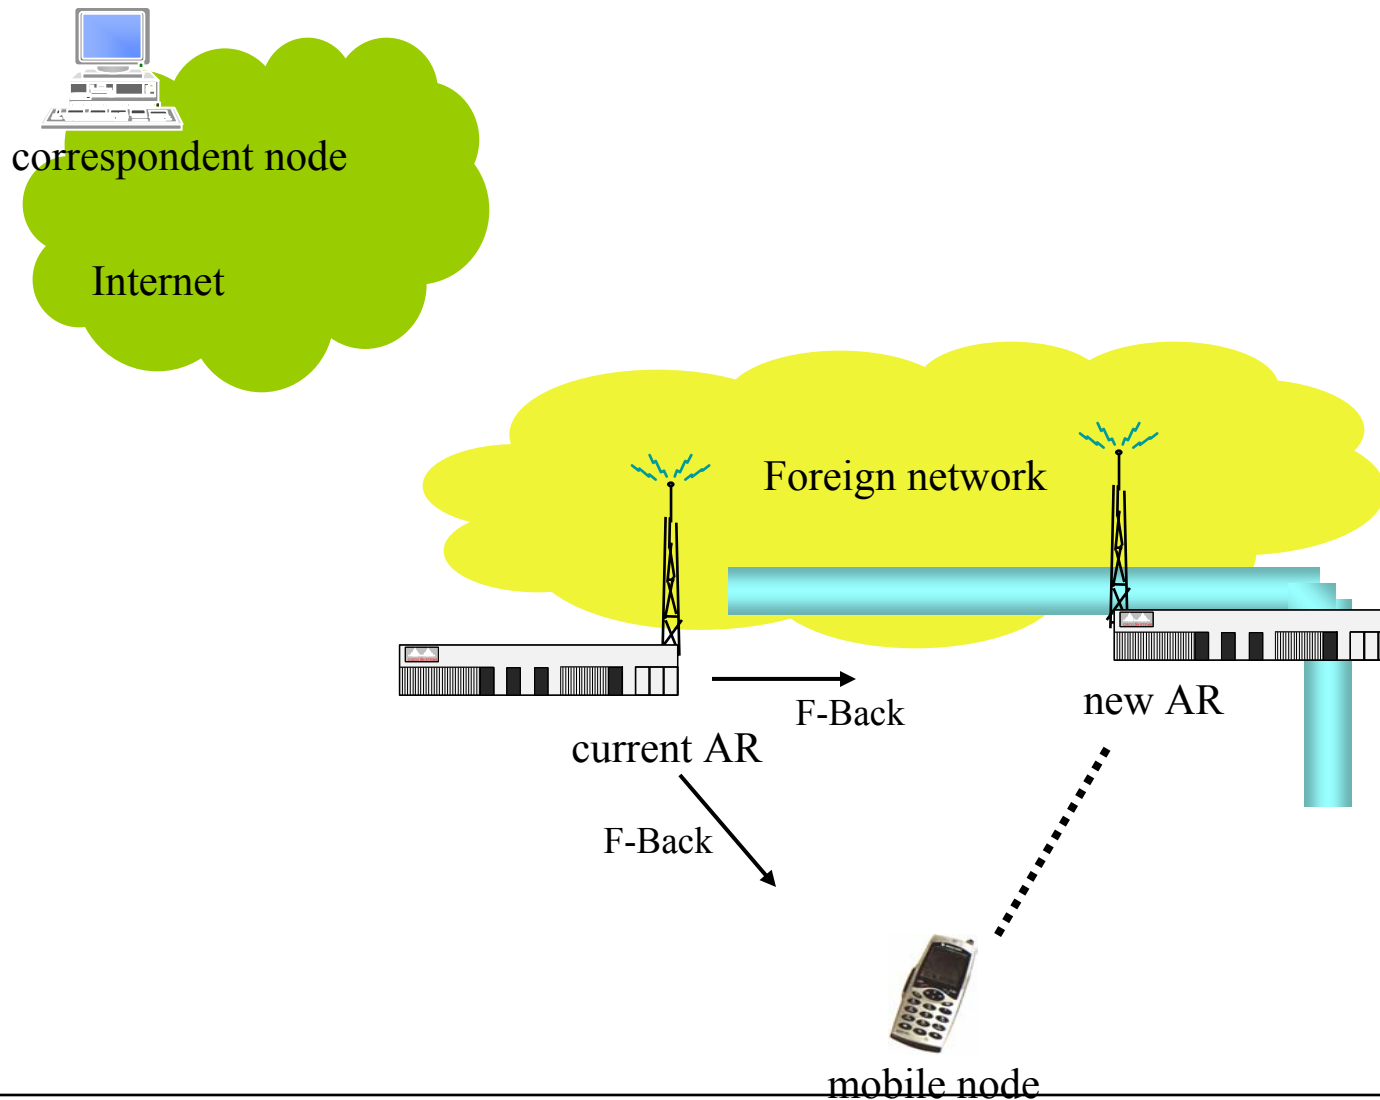 correspondent node
Internet
Foreign network
new AR
F-Back
current AR
F-Back
mobile node